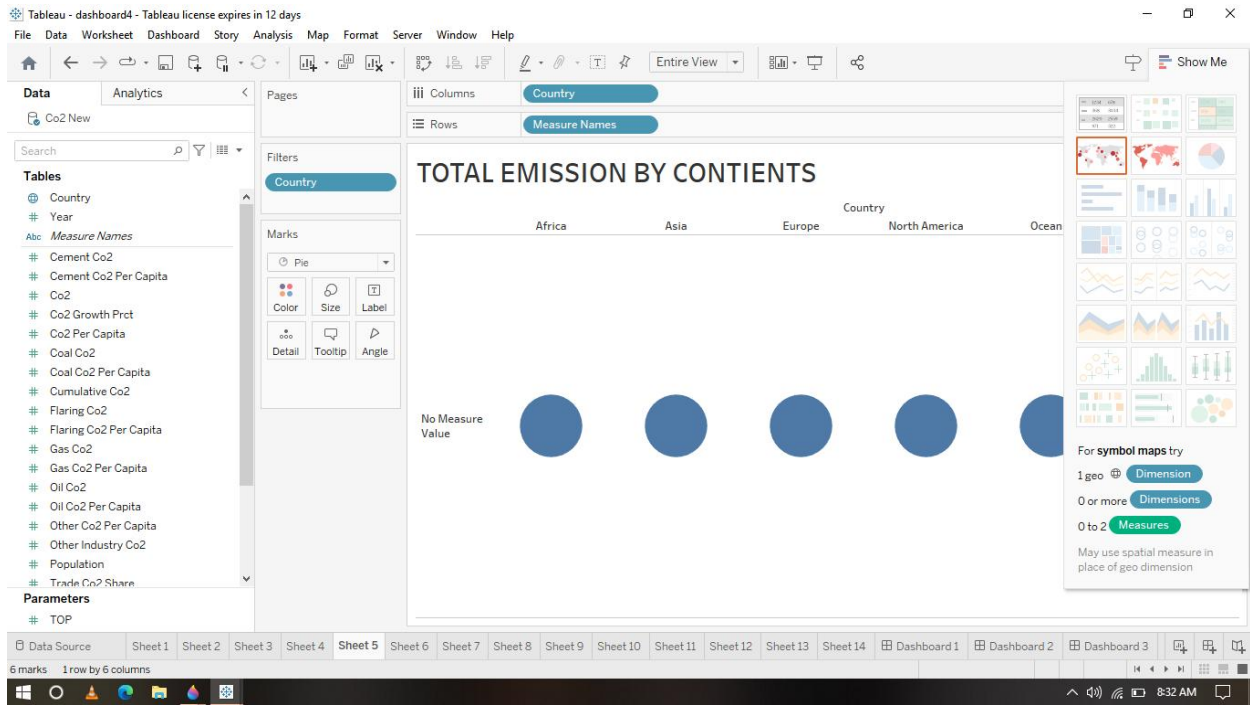 Tableau - dashboard4 - Tableau license expires in 12 days
File Data Worksheet Dashboard Story Analysis Map Format Server Window Help
Entire View
Show Me
Data
Analytics
Co2 New
Search
Tables
Country
Year
Abc Measure Names
Cement Co2
Cement Co2 Per Capita
Co2
Co2 Growth Prct
Co2 Per Capita
Coal Co2
Coal Co2 Per Capita
Cumulative Co2
Flaring Co2
Flaring Co2 Per Capita
Gas Co2
Gas Co2 Per Capita
Oil Co2
Oil Co2 Per Capita
Other Co2 Per Capita
Other Industry Co2
Population
Trade Co2 Share
Parameters
TOP
Pages
Filters
Country
Marks
Pie
Color Size Label
Detail Tooltip Angle
Columns Country
Rows Measure Names
TOTAL EMISSION BY CONTIENTS
Country
Africa Asia Europe North America Ocean
No Measure
Value
For symbol maps try
1 geo Dimension
0 or more Dimensions
0 to 2 Measures
May use spatial measure in
place of geo dimension
Data Source Sheet 1 Sheet 2 Sheet 3 Sheet 4 Sheet 5 Sheet 6 Sheet 7 Sheet 8 Sheet 9 Sheet 10 Sheet 11 Sheet 12 Sheet 13 Sheet 14 Dashboard 1 Dashboard 2 Dashboard 3
6 marks 1 row by 6 columns
8:32 AM